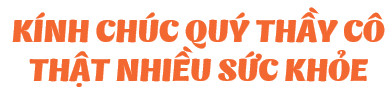 KÍNH CHÚC QUÝ THẦY CÔ
THẬT NHIỀU SỨC KHỎE